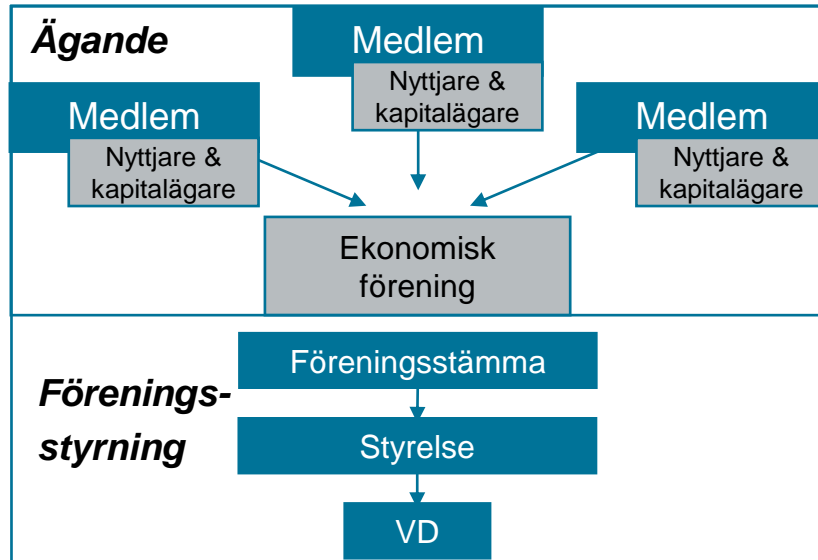 Ägande
Medlem
Nyttjare &
kapitalägare
Medlem
Nyttjare &
kapitalägare
Medlem
Nyttjare &
kapitalägare
Ekonomisk
förening
Förenings-
styrning
Föreningsstämma
Styrelse
VD